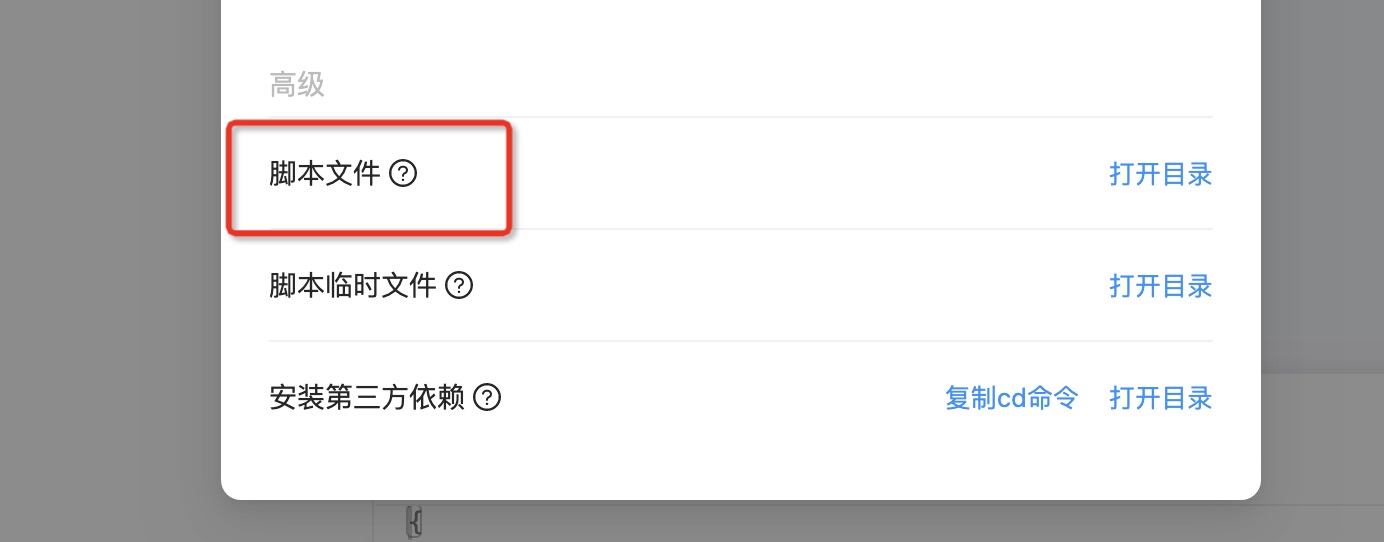 高级
脚本文件 ? 打开目录
脚本临时文件 ? 打开目录
安装第三方依赖 ? 复制cd命令 打开目录
{